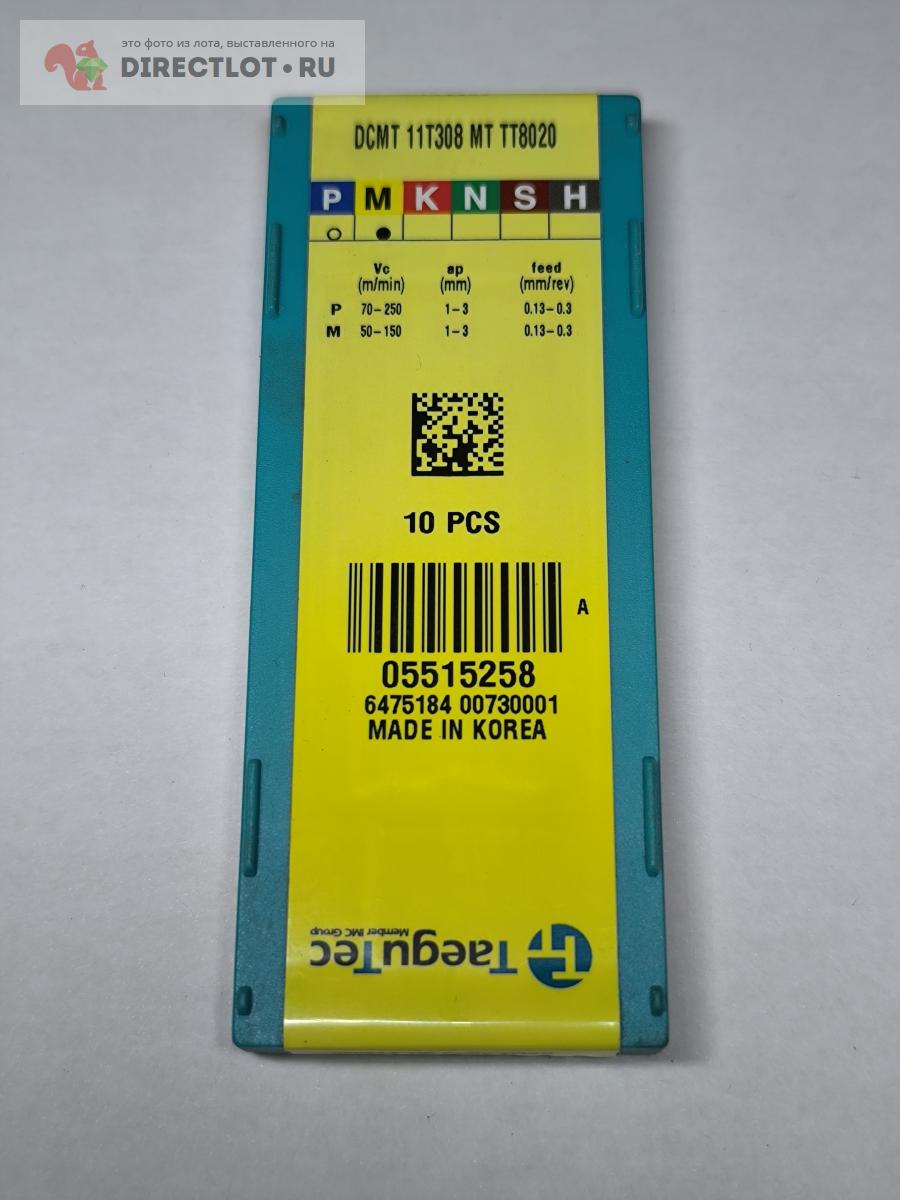 это фото из лота, выставленного на
DIRECTLOT•RU
DCMT 11T308 MT TT8020
P M K N S H
Vc ap feed
(m/min) (mm) (mm/rev)
P 70-250 1-3 0.13-0.3
M 50-150 1-3 0.13-0.3
10 PCS
A
05515258
6475184 00730001
MADE IN KOREA
Member IMC Group
TaeguTec